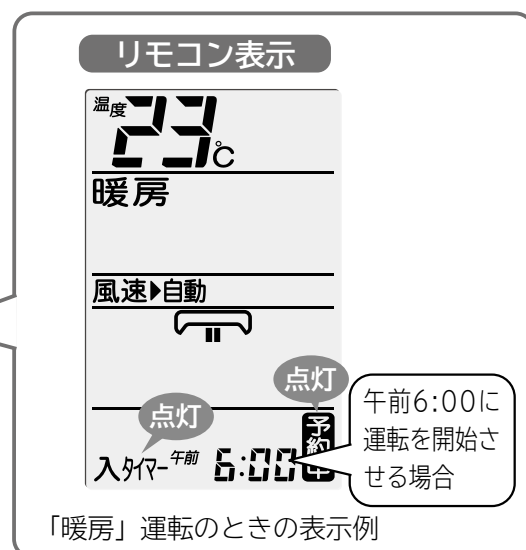 リモコン表示
温度23℃
暖房
風速▶自動
点灯
点灯
入タイマー午前 6:00 予約中
午前6:00に
運転を開始さ
せる場合
「暖房」運転のときの表示例